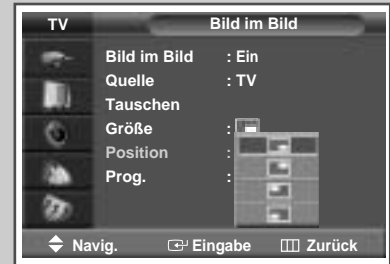 TV Bild im Bild
Bild im Bild : Ein
Quelle : TV
Tauschen
Größe :
Position :
Prog. :
Navig. Eingabe Zurück